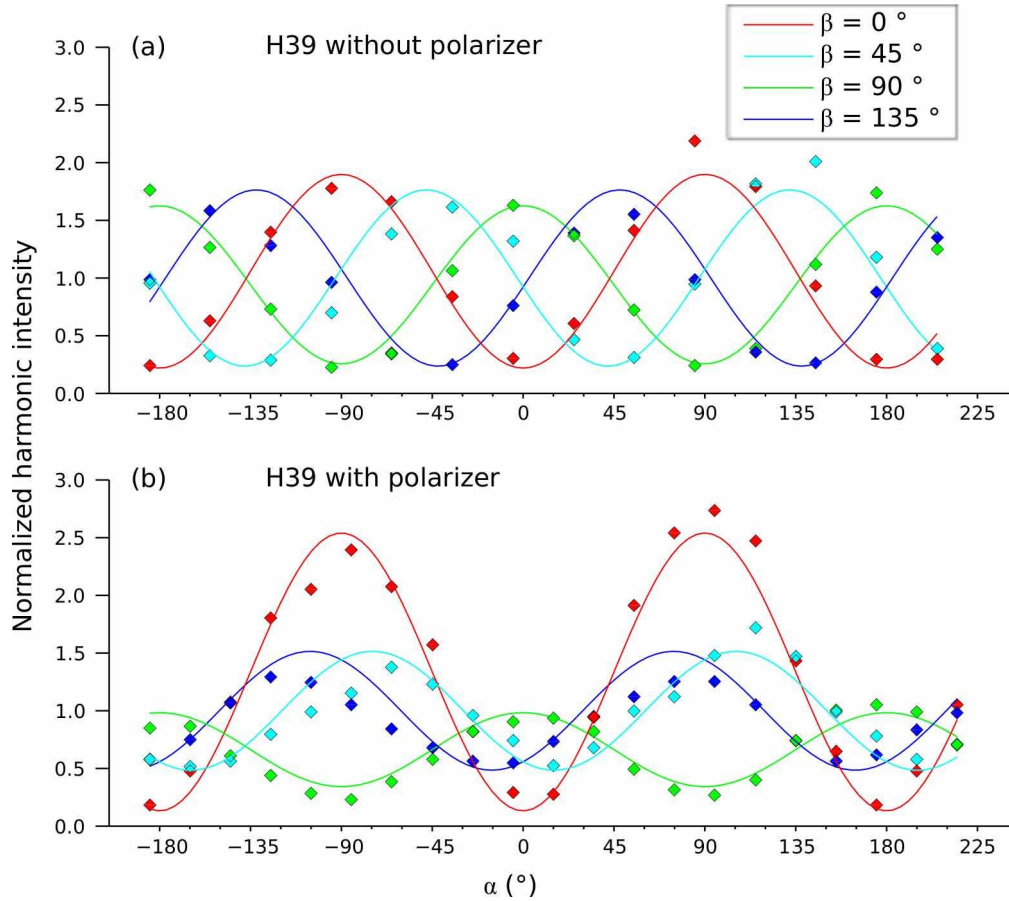 β = 0 °
β = 45 °
β = 90 °
β = 135 °
(a) H39 without polarizer
3.0
2.5
2.0
1.5
1.0
0.5
0.0
−180 −135 −90 −45 0 45 90 135 180 225
Normalized harmonic intensity
(b) H39 with polarizer
3.0
2.5
2.0
1.5
1.0
0.5
0.0
−180 −135 −90 −45 0 45 90 135 180 225
α (°)